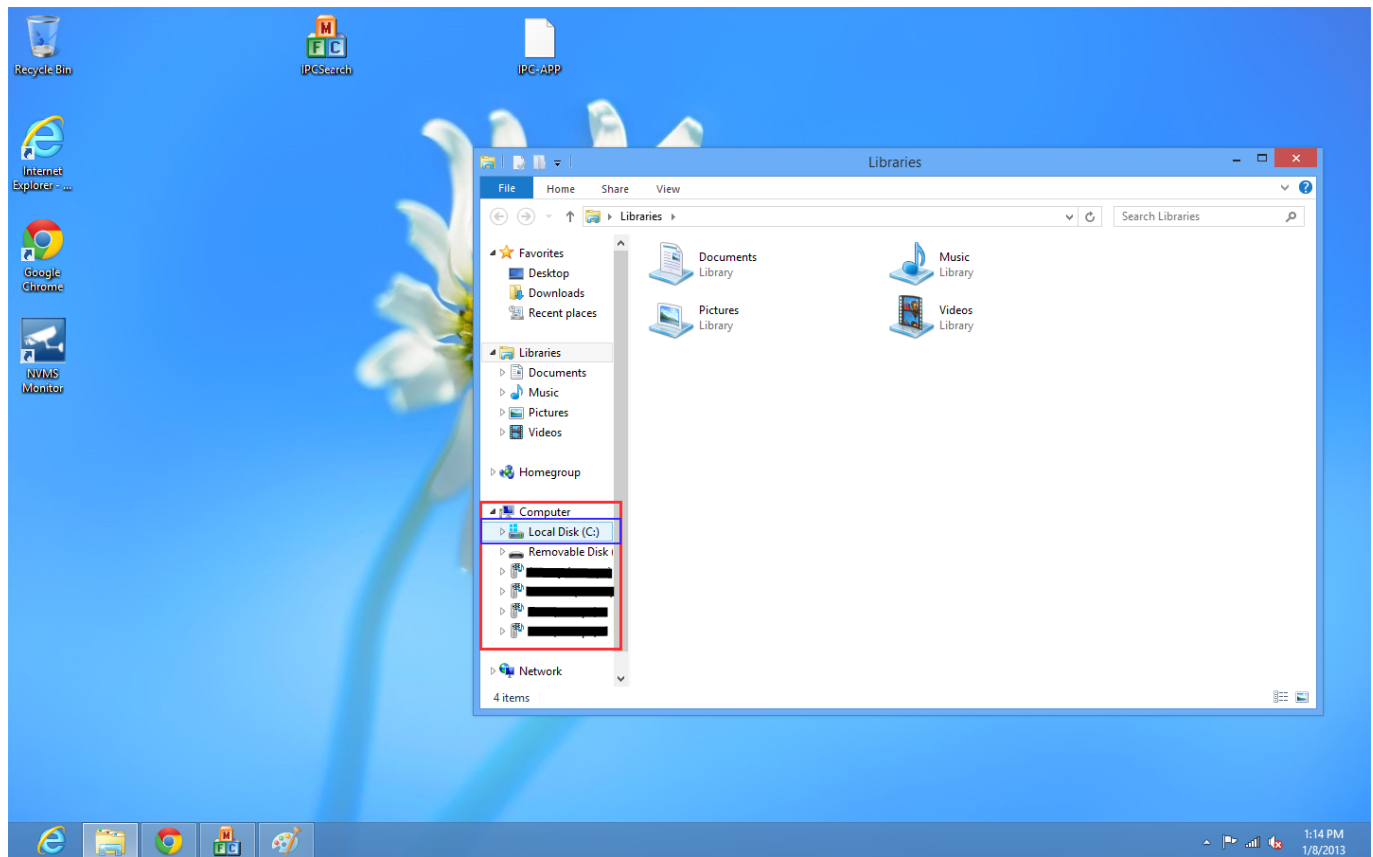 Recycle Bin
IPCSearch
IPC-APP
Internet
Explorer - ...
Google
Chrome
NVMS
Monitor
Libraries
File Home Share View
Libraries
Search Libraries
Favorites
Desktop
Downloads
Recent places
Libraries
Documents
Music
Pictures
Videos
Homegroup
Computer
Local Disk (C:)
Removable Disk (
Network
Documents
Library
Music
Library
Pictures
Library
Videos
Library
4 items
M
F C
M
F C
1:14 PM
1/8/2013